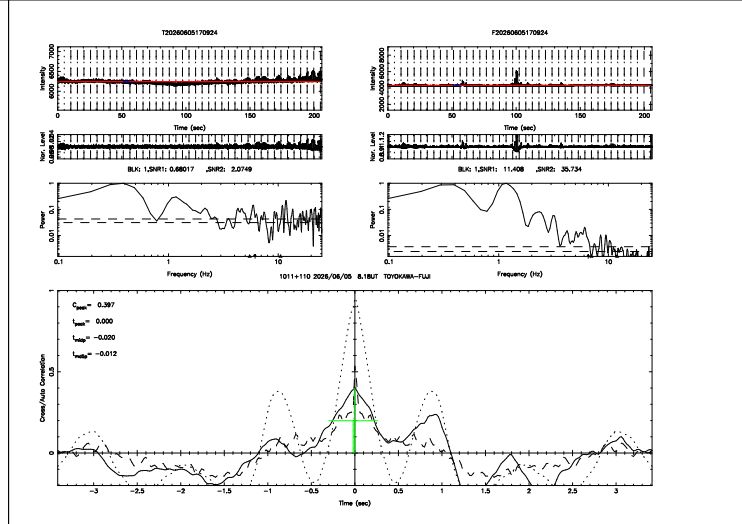 T20260605170924
F20260605170924
Intensity
6000 6500 7000
0 50 100 150 200
Time (sec)
Intensity
2000 4000 6000 8000
0 50 100 150 200
Time (sec)
Nor. Level
Nor. Level
BLK: 1,SNR1: 0.68017 ,SNR2: 2.0749
BLK: 1,SNR1: 11.408 ,SNR2: 35.734
Power
1
0.1
0.01
0.1 1 10
Frequency (Hz)
Power
1
0.1
0.01
0.1 1 10
Frequency (Hz)
1011+110 2026/06/05 8.18UT TOYOKAWA-FUJI
Cpeak= 0.397
tpeak= 0.000
tmidp= -0.020
tmd5p= -0.012
Cross/Auto Correlation
1
0.5
0
-3 -2.5 -2 -1.5 -1 -0.5 0 0.5 1 1.5 2 2.5 3
Time (sec)